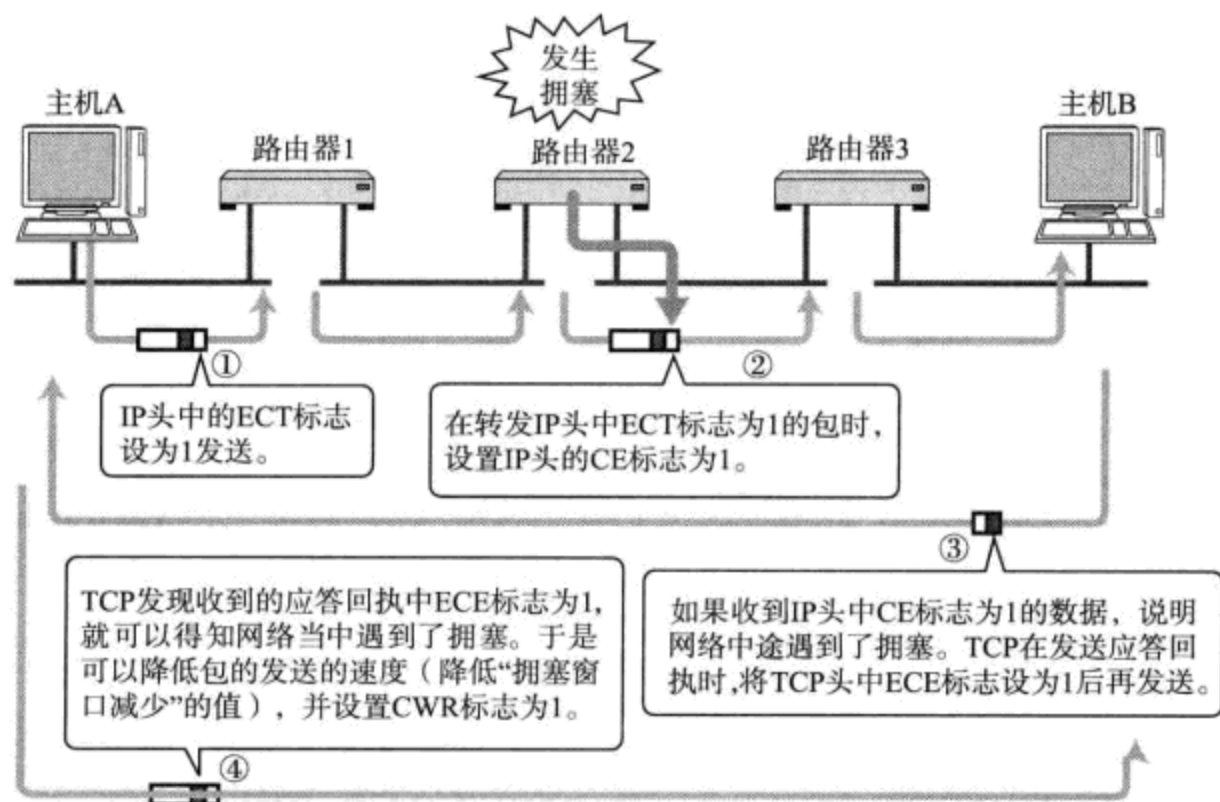 发生
拥塞
主机A
主机B
路由器1
路由器2
路由器3
①
②
IP头中的ECT标志
设为1发送。
在转发IP头中ECT标志为1的包时，
设置IP头的CE标志为1。
③
TCP发现收到的应答回执中ECE标志为1，
就可以得知网络当中遇到了拥塞。于是
可以降低包的发送的速度（降低“拥塞窗
口减少”的值），并设置CWR标志为1。
如果收到IP头中CE标志为1的数据，说明
网络中途遇到了拥塞。TCP在发送应答回
执时,将TCP头中ECE标志设为1后再发送。
④